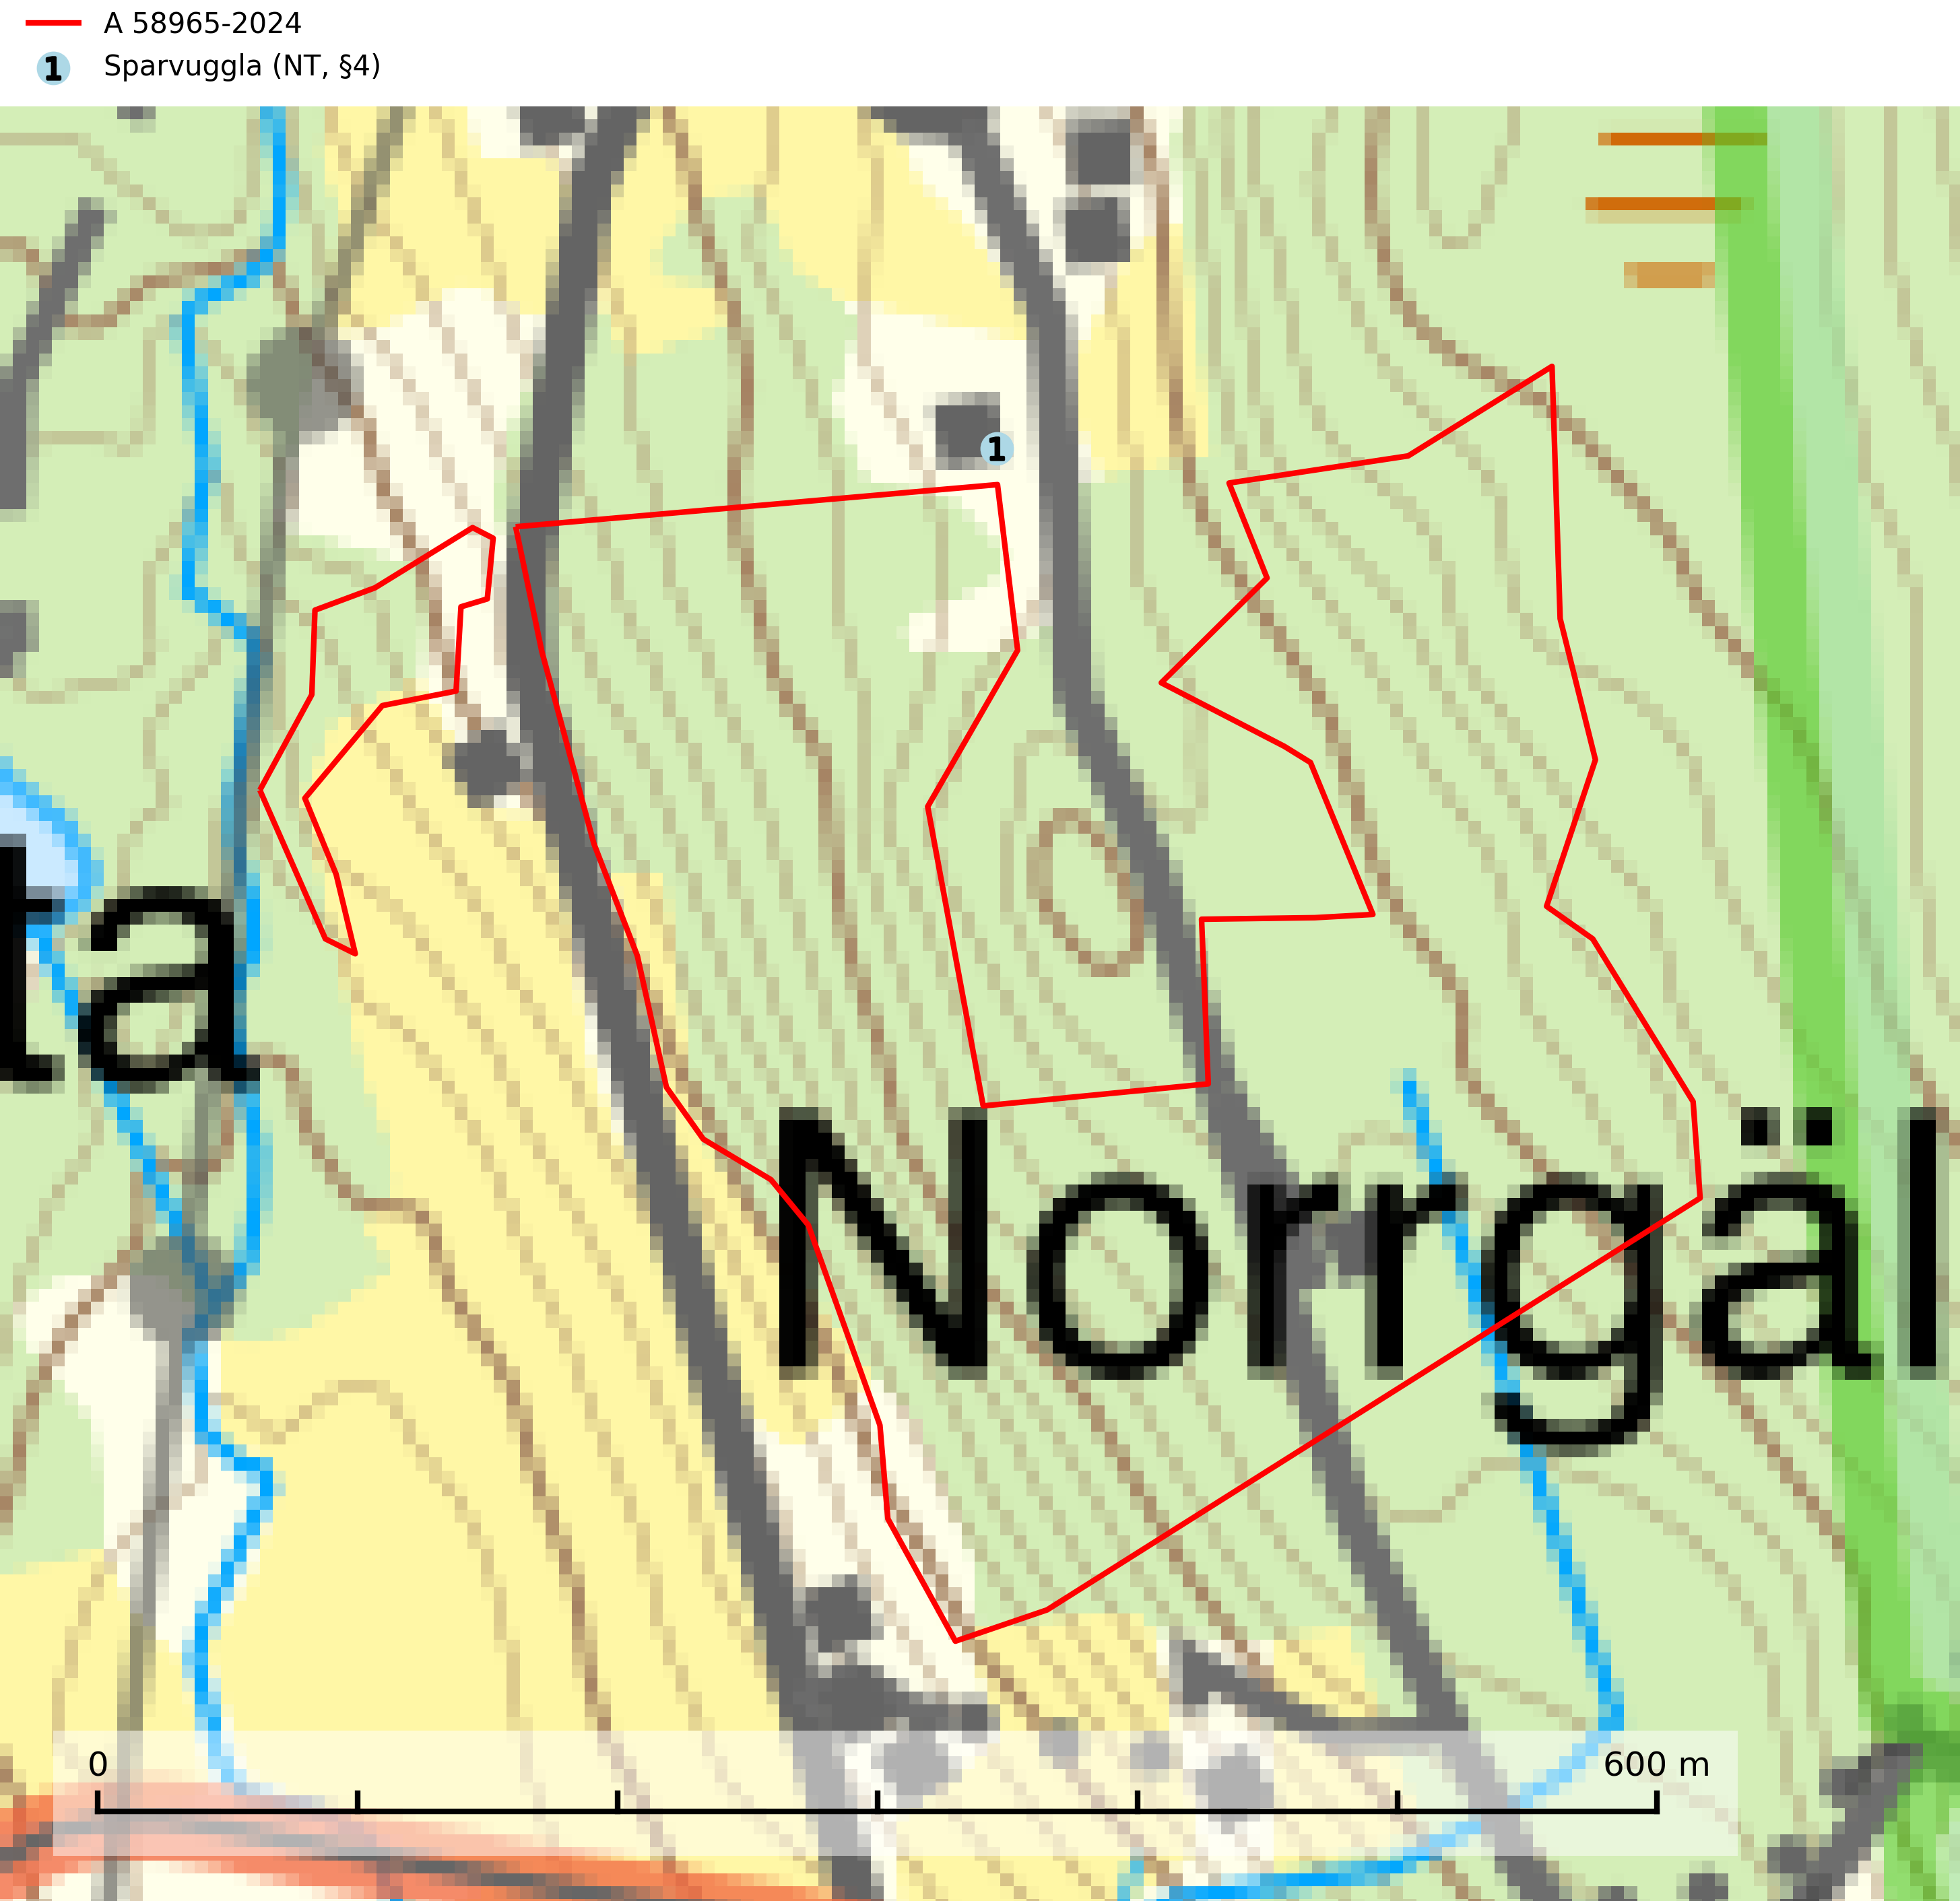 A 58965-2024
1 Sparvuggla (NT, §4)
1
ta
Norrgäl
0 600 m